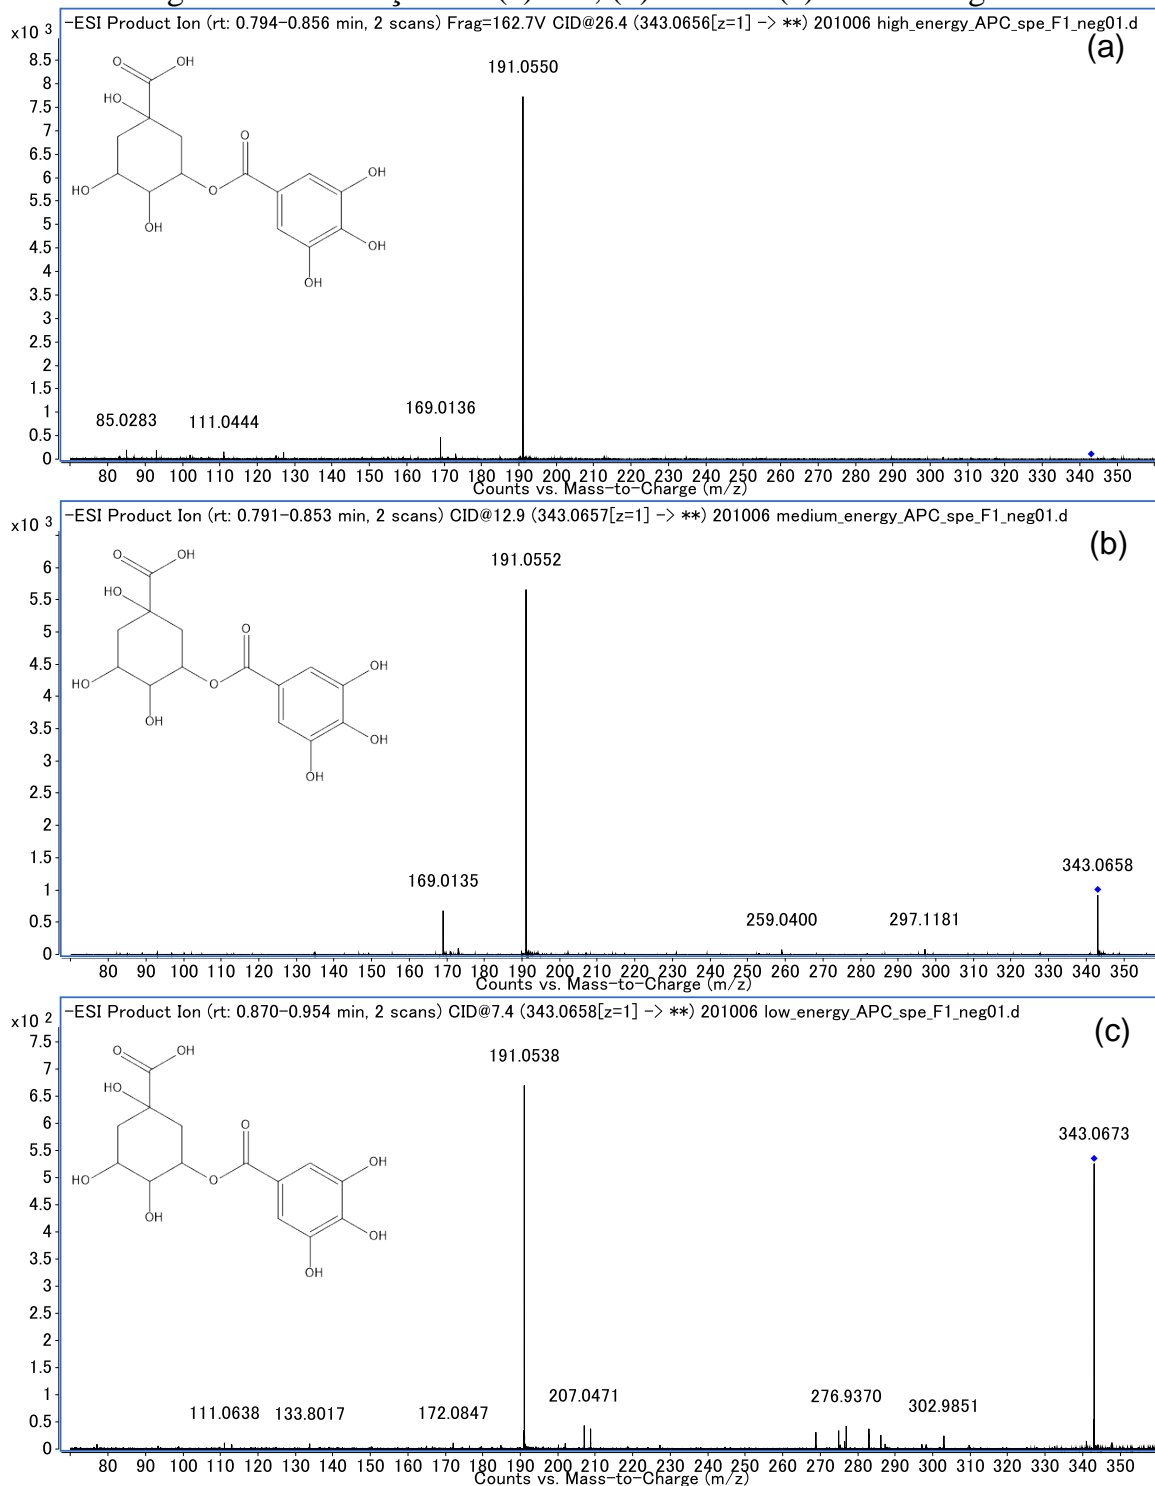 x10 3
-ESI Product Ion (rt: 0.794-0.856 min, 2 scans) Frag=162.7V CID@26.4 (343.0656[z=1] -> **) 201006 high_energy_APC_spe_F1_neg01.d
(a)
8.5
8
7.5
7
6.5
6
5.5
5
4.5
4
3.5
3
2.5
2
1.5
1
0.5
0
O
OH
HO
O
HO
O
OH
OH
OH
OH
191.0550
85.0283
111.0444
169.0136
80 90 100 110 120 130 140 150 160 170 180 190 200 210 220 230 240 250 260 270 280 290 300 310 320 330 340 350
Counts vs. Mass-to-Charge (m/z)
x10 3
-ESI Product Ion (rt: 0.791-0.853 min, 2 scans) CID@12.9 (343.0657[z=1] -> **) 201006 medium_energy_APC_spe_F1_neg01.d
(b)
6
5.5
5
4.5
4
3.5
3
2.5
2
1.5
1
0.5
0
O
OH
HO
O
HO
O
OH
OH
OH
OH
191.0552
169.0135
259.0400
297.1181
343.0658
80 90 100 110 120 130 140 150 160 170 180 190 200 210 220 230 240 250 260 270 280 290 300 310 320 330 340 350
Counts vs. Mass-to-Charge (m/z)
x10 2
-ESI Product Ion (rt: 0.870-0.954 min, 2 scans) CID@7.4 (343.0658[z=1] -> **) 201006 low_energy_APC_spe_F1_neg01.d
(c)
7.5
7
6.5
6
5.5
5
4.5
4
3.5
3
2.5
2
1.5
1
0.5
0
O
OH
HO
O
HO
O
OH
OH
OH
OH
191.0538
343.0673
111.0638
133.8017
172.0847
207.0471
276.9370
302.9851
80 90 100 110 120 130 140 150 160 170 180 190 200 210 220 230 240 250 260 270 280 290 300 310 320 330 340 350
Counts vs. Mass-to-Charge (m/z)